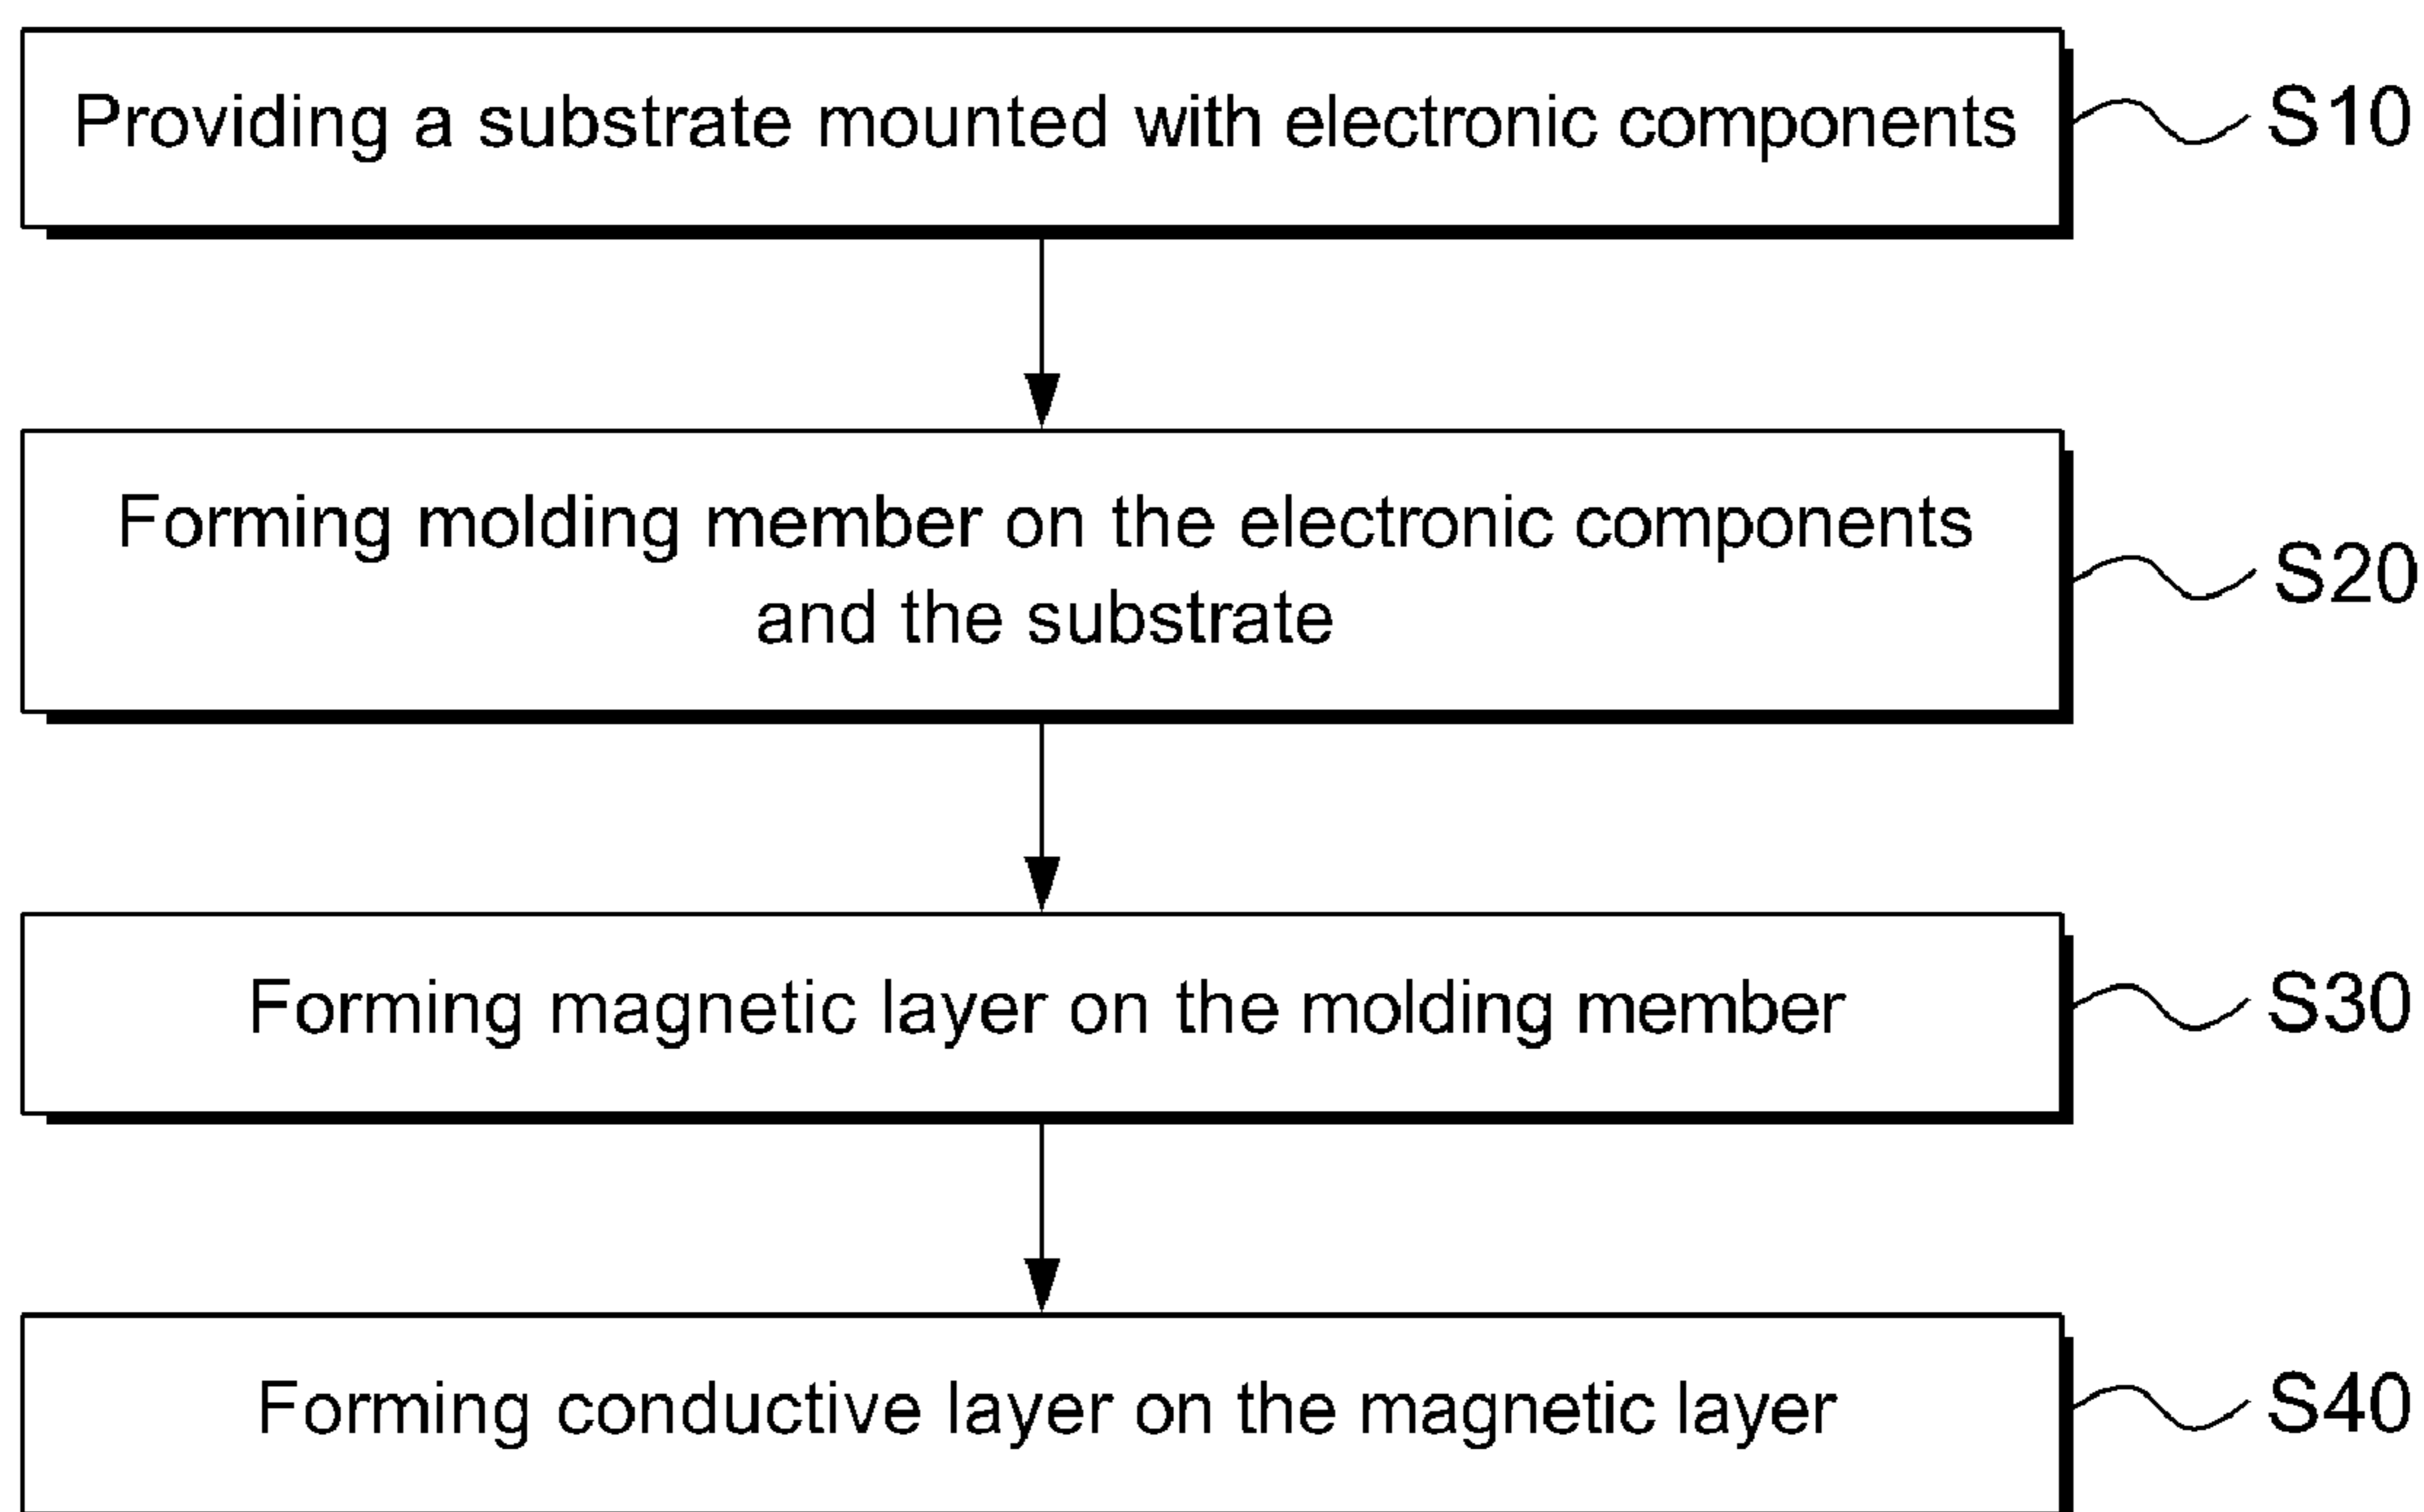 Providing a substrate mounted with electronic components
S10
Forming molding member on the electronic components
and the substrate
S20
Forming magnetic layer on the molding member
S30
Forming conductive layer on the magnetic layer
S40